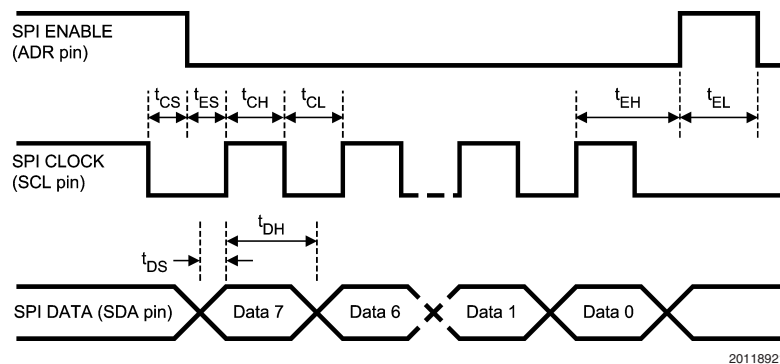 SPI ENABLE
(ADR pin)
tCS tES tCH tCL tEH tEL
SPI CLOCK
(SCL pin)
tDH
tDS
SPI DATA (SDA pin) Data 7 Data 6 Data 1 Data 0
2011892